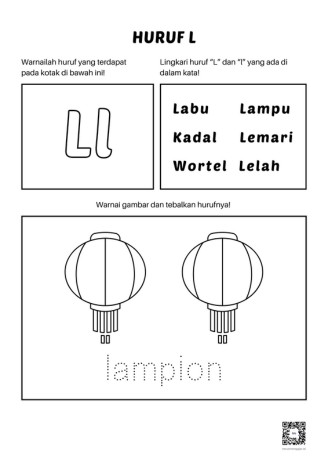 HURUF L
Warnailah huruf yang terdapat
pada kotak di bawah ini!
Lingkari huruf "L" dan "l" yang ada di
dalam kata!
Ll
Labu Lampu
Kadal Lemari
Wortel Lelah
Warnai gambar dan tebalkan hurufnya!
lampion